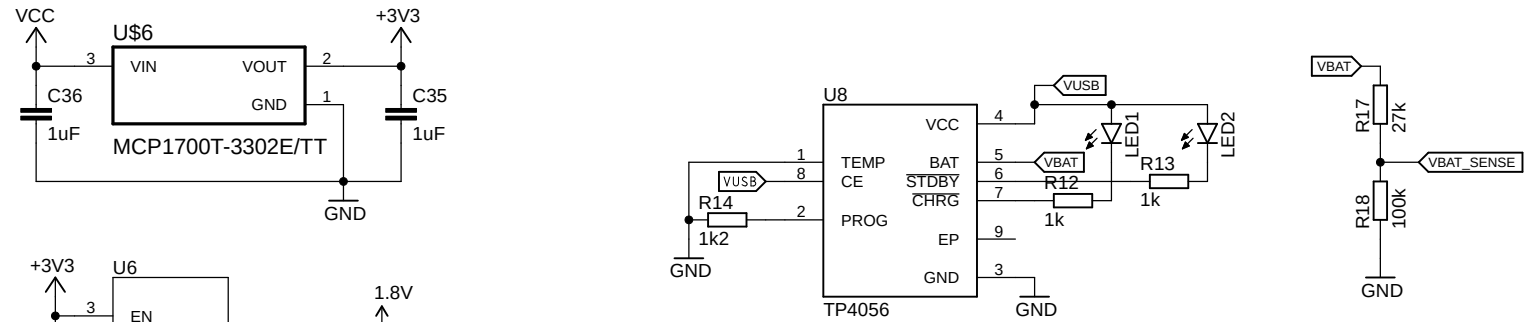 VCC
U$6
+3V3
3
VIN
VOUT
2
GND
1
C36
1uF
C35
1uF
MCP1700T-3302E/TT
GND
+3V3
U6
3
EN
1.8V
U8
VCC
4
VUSB
LED1
LED2
1
TEMP
BAT
5
VBAT
VUSB
8
CE
STDBY
6
R13
1k
CHRG
7
R12
1k
R14
1k2
2
PROG
EP
9
GND
GND
3
GND
TP4056
VBAT
R17
27k
VBAT_SENSE
R18
100k
GND